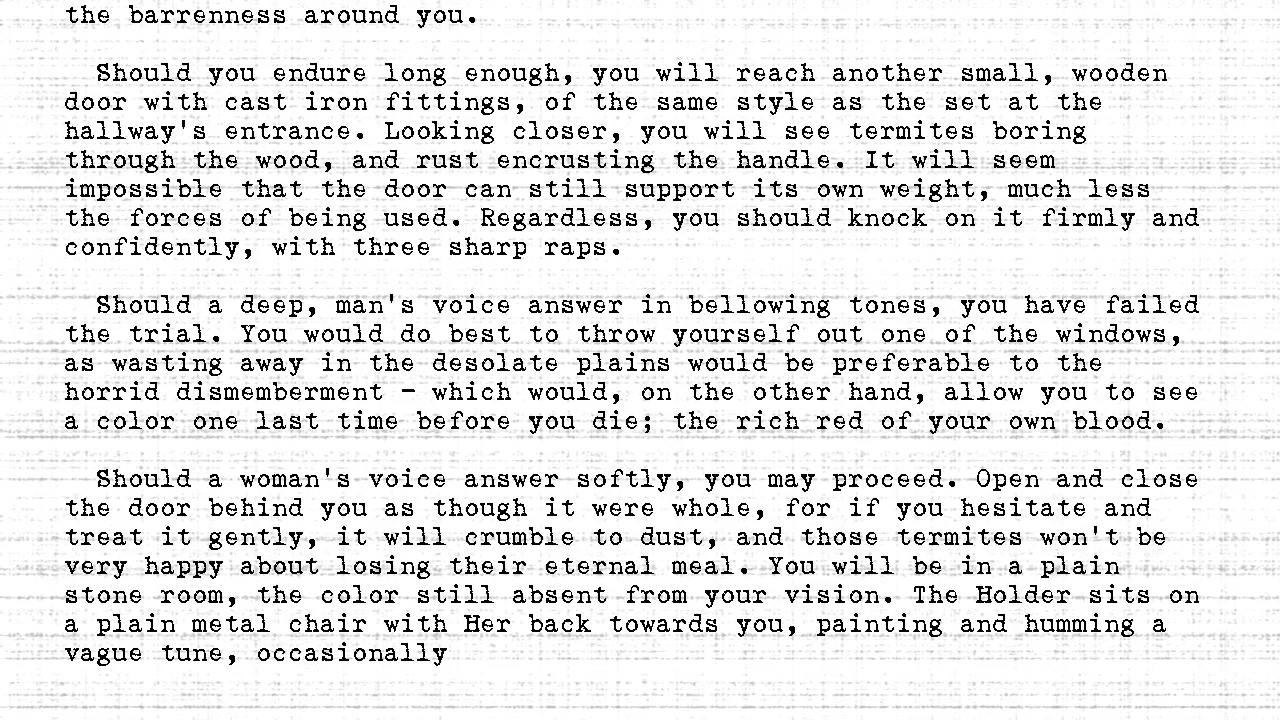 the barrenness around you.
Should you endure long enough, you will reach another small, wooden
door with cast iron fittings, of the same style as the set at the
hallway's entrance. Looking closer, you will see termites boring
through the wood, and rust encrusting the handle. It will seem
impossible that the door can still support its own weight, much less
the forces of being used. Regardless, you should knock on it firmly and
confidently, with three sharp raps.
Should a deep, man's voice answer in bellowing tones, you have failed
the trial. You would do best to throw yourself out one of the windows,
as wasting away in the desolate plains would be preferable to the
horrid dismemberment - which would, on the other hand, allow you to see
a color one last time before you die; the rich red of your own blood.
Should a woman's voice answer softly, you may proceed. Open and close
the door behind you as though it were whole, for if you hesitate and
treat it gently, it will crumble to dust, and those termites won't be
very happy about losing their eternal meal. You will be in a plain
stone room, the color still absent from your vision. The Holder sits on
a plain metal chair with Her back towards you, painting and humming a
vague tune, occasionally